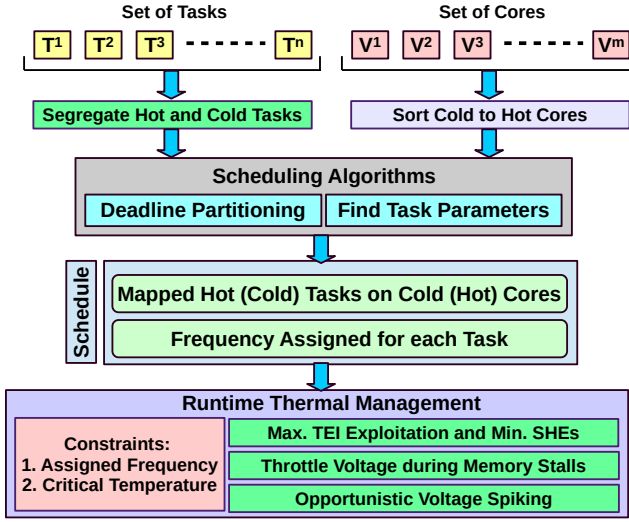 Set of Tasks
Set of Cores
T1 T2 T3 Tn
V1 V2 V3 Vm
Segregate Hot and Cold Tasks
Sort Cold to Hot Cores
Scheduling Algorithms
Deadline Partitioning
Find Task Parameters
Schedule
Mapped Hot (Cold) Tasks on Cold (Hot) Cores
Frequency Assigned for each Task
Runtime Thermal Management
Constraints:
1. Assigned Frequency
2. Critical Temperature
Max. TEI Exploitation and Min. SHEs
Throttle Voltage during Memory Stalls
Opportunistic Voltage Spiking